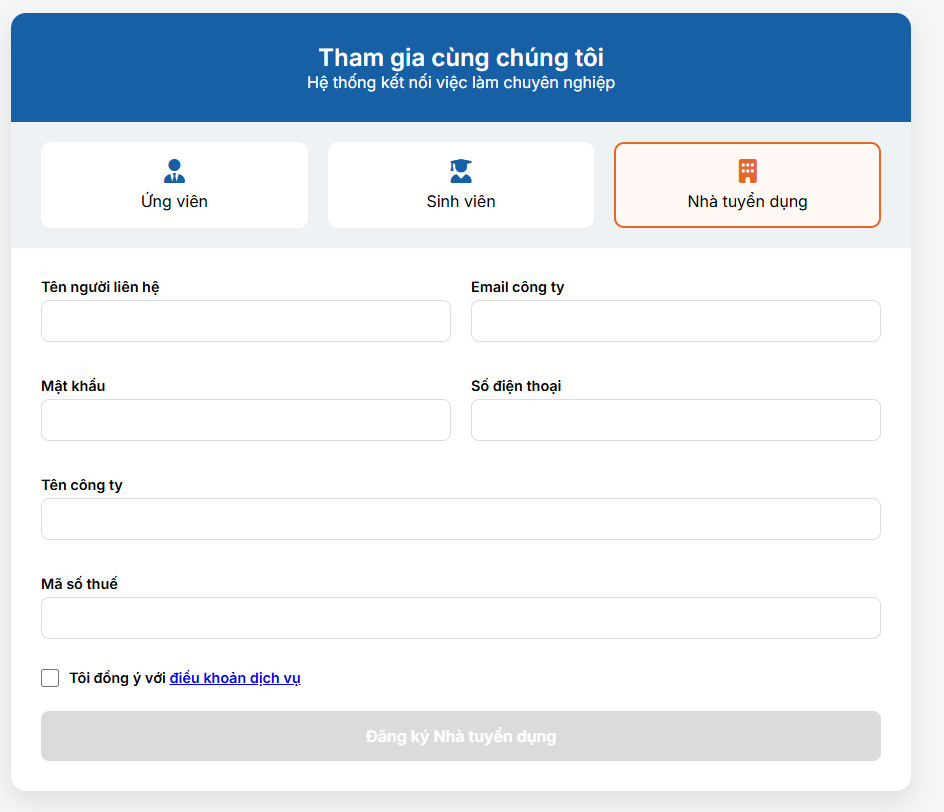 Tham gia cùng chúng tôi
Hệ thống kết nối việc làm chuyên nghiệp
Ứng viên
Sinh viên
Nhà tuyển dụng
Tên người liên hệ
Email công ty
Mật khẩu
Số điện thoại
Tên công ty
Mã số thuế
Tôi đồng ý với điều khoản dịch vụ
Đăng ký Nhà tuyển dụng